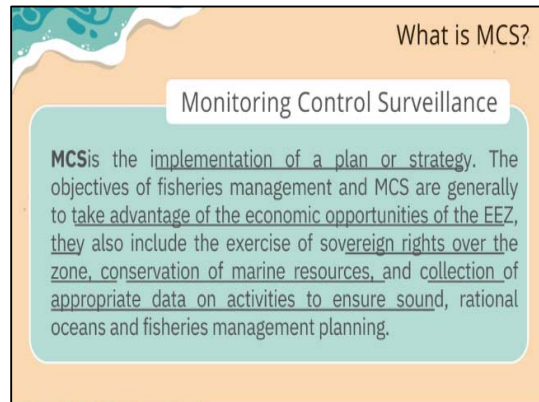 What is MCS?
Monitoring Control Surveillance
MCSis the implementation of a plan or strategy. The
objectives of fisheries management and MCS are generally
to take advantage of the economic opportunities of the EEZ,
they also include the exercise of sovereign rights over the
zone, conservation of marine resources, and collection of
appropriate data on activities to ensure sound, rational
oceans and fisheries management planning.